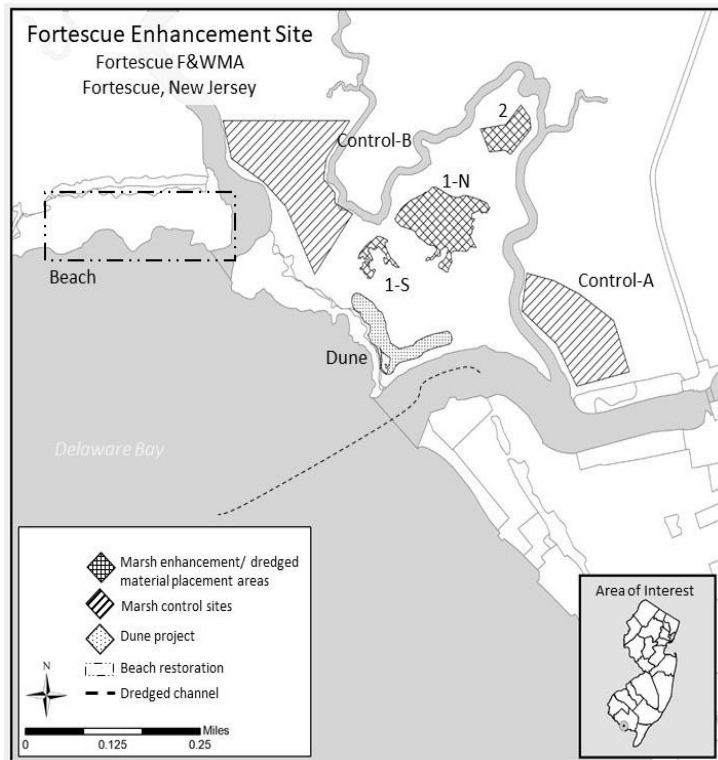 Fortescue Enhancement Site
Fortescue F&WMA
Fortescue, New Jersey
2
Control-B
1-N
Control-A
Beach
1-S
Dune
Delaware Bay
Marsh enhancement/ dredged
material placement areas
Marsh control sites
Dune project
Beach restoration
Dredged channel
N
Miles
0 0.125 0.25
Area of Interest